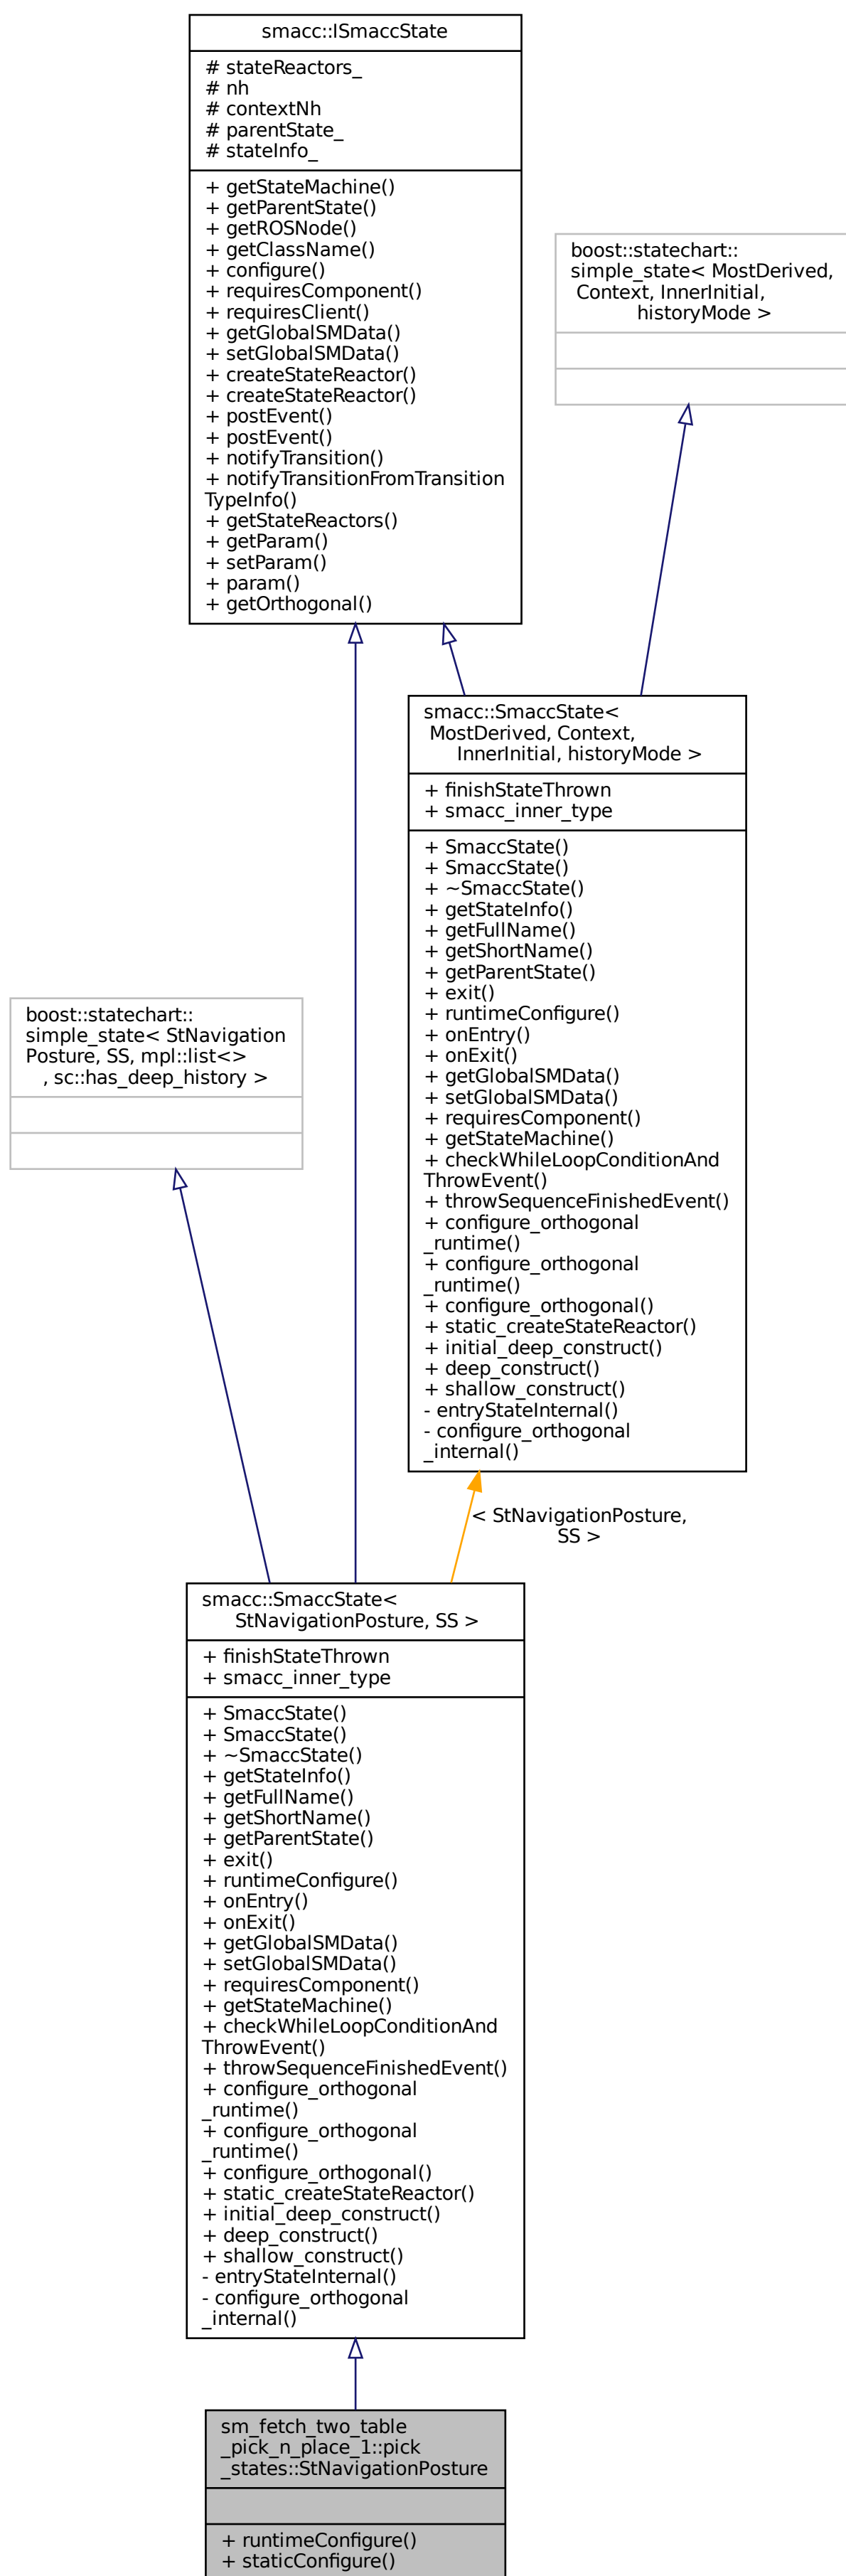 smacc::ISmaccState
# stateReactors_
# nh
# contextNh
# parentState_
# stateInfo_
+ getStateMachine()
+ getParentState()
+ getROSNode()
+ getClassName()
+ configure()
+ requiresComponent()
+ requiresClient()
+ getGlobalSMData()
+ setGlobalSMData()
+ createStateReactor()
+ createStateReactor()
+ postEvent()
+ postEvent()
+ notifyTransition()
+ notifyTransitionFromTransition
TypeInfo()
+ getStateReactors()
+ getParam()
+ setParam()
+ param()
+ getOrthogonal()
boost::statechart::
simple_state< MostDerived,
Context, InnerInitial,
historyMode >
smacc::SmaccState<
MostDerived, Context,
InnerInitial, historyMode >
+ finishStateThrown
+ smacc_inner_type
+ SmaccState()
+ SmaccState()
+ ~SmaccState()
+ getStateInfo()
+ getFullName()
+ getShortName()
+ getParentState()
+ exit()
+ runtimeConfigure()
+ onEntry()
+ onExit()
+ getGlobalSMData()
+ setGlobalSMData()
+ requiresComponent()
+ getStateMachine()
+ checkWhileLoopConditionAnd
ThrowEvent()
+ throwSequenceFinishedEvent()
+ configure_orthogonal
_runtime()
+ configure_orthogonal
_runtime()
+ configure_orthogonal()
+ static_createStateReactor()
+ initial_deep_construct()
+ deep_construct()
+ shallow_construct()
- entryStateInternal()
- configure_orthogonal
_internal()
boost::statechart::
simple_state< StNavigation
Posture, SS, mpl::list<>
, sc::has_deep_history >
< StNavigationPosture,
SS >
smacc::SmaccState<
StNavigationPosture, SS >
+ finishStateThrown
+ smacc_inner_type
+ SmaccState()
+ SmaccState()
+ ~SmaccState()
+ getStateInfo()
+ getFullName()
+ getShortName()
+ getParentState()
+ exit()
+ runtimeConfigure()
+ onEntry()
+ onExit()
+ getGlobalSMData()
+ setGlobalSMData()
+ requiresComponent()
+ getStateMachine()
+ checkWhileLoopConditionAnd
ThrowEvent()
+ throwSequenceFinishedEvent()
+ configure_orthogonal
_runtime()
+ configure_orthogonal
_runtime()
+ configure_orthogonal()
+ static_createStateReactor()
+ initial_deep_construct()
+ deep_construct()
+ shallow_construct()
- entryStateInternal()
- configure_orthogonal
_internal()
sm_fetch_two_table
_pick_n_place_1::pick
_states::StNavigationPosture
+ runtimeConfigure()
+ staticConfigure()